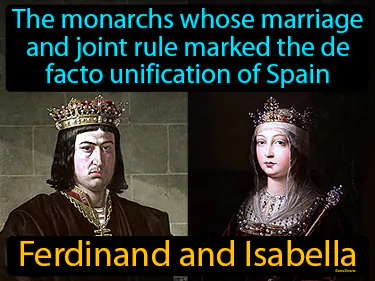 The monarchs whose marriage
and joint rule marked the de
facto unification of Spain
Ferdinand and Isabella